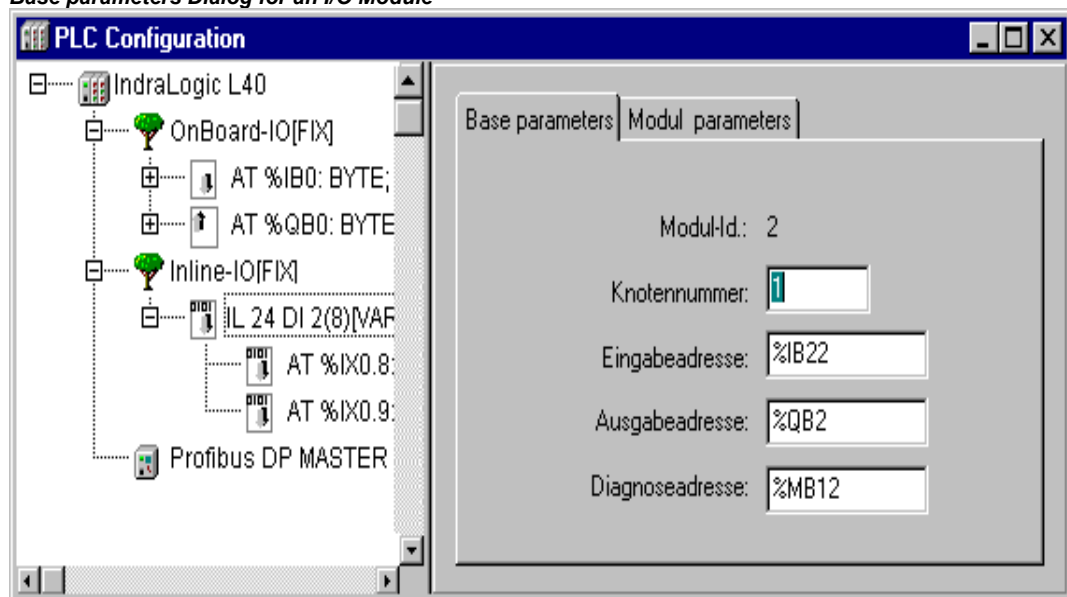 Base parameters Dialog for an I/O Module
PLC Configuration
IndraLogic L40
OnBoard-IO[FIX]
AT %IB0: BYTE;
AT %QB0: BYTE
Inline-IO[FIX]
IL 24 DI 2(8)[VAR
AT %IX0.8:
AT %IX0.9:
Profibus DP MASTER
Base parameters
Modul parameters
Modul-Id.: 2
Knotennummer: 1
Eingabeadresse: %IB22
Ausgabeadresse: %QB2
Diagnoseadresse: %MB12